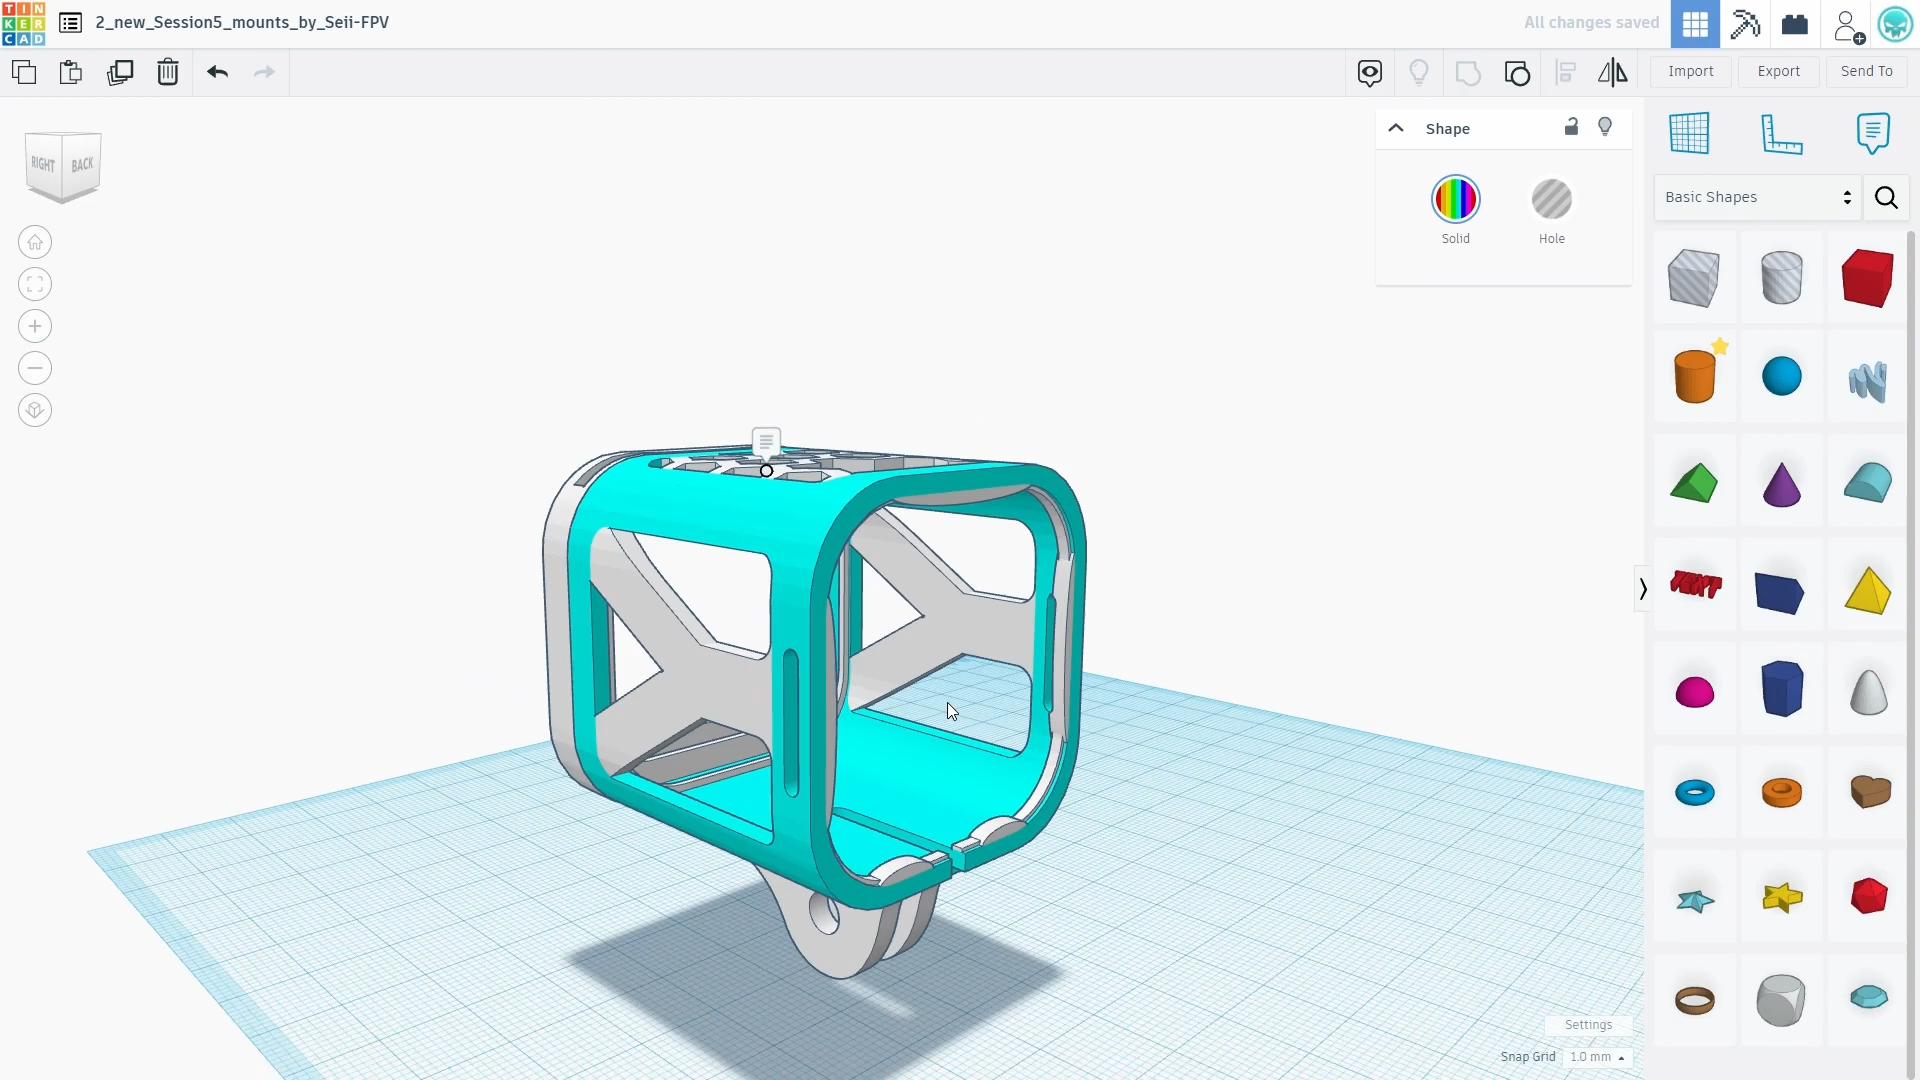 TIN
KER
CAD
2_new_Session5_mounts_by_Seii-FPV
All changes saved
Import
Export
Send To
RIGHT
BACK
Shape
Solid
Hole
Basic Shapes
TEXT
Settings
Snap Grid
1.0 mm